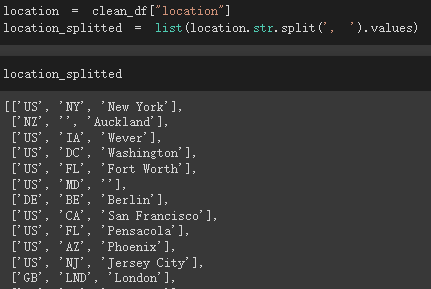 location = clean_df["location"]
location_splitted = list(location.str.split(', ').values)
location_splitted
[['US', 'NY', 'New York'],
['NZ', '', 'Auckland'],
['US', 'IA', 'Wever'],
['US', 'DC', 'Washington'],
['US', 'FL', 'Fort Worth'],
['US', 'MD', ''],
['DE', 'BE', 'Berlin'],
['US', 'CA', 'San Francisco'],
['US', 'FL', 'Pensacola'],
['US', 'AZ', 'Phoenix'],
['US', 'NJ', 'Jersey City'],
['GB', 'LND', 'London'],